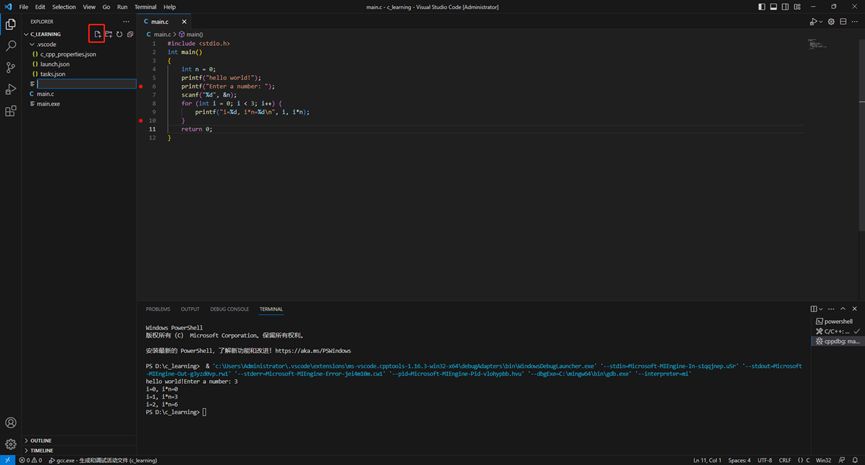 File Edit Selection View Go Run Terminal Help
main.c - c_learning - Visual Studio Code [Administrator]
EXPLORER
C_LEARNING
.vscode
c_cpp_properties.json
launch.json
tasks.json
main.c
main.exe
OUTLINE
TIMELINE
main.c
main.c > main()
1 #include <stdio.h>
2 int main()
3 {
4 int n = 0;
5 printf("hello world!");
6 printf("Enter a number: ");
7 scanf("%d", &n);
8 for (int i = 0; i < 3; i++) {
9 printf("i=%d, i*n=%d\n", i, i*n);
10 }
11 return 0;
12 }
PROBLEMS OUTPUT DEBUG CONSOLE TERMINAL
Windows PowerShell
版权所有 (C) Microsoft Corporation。保留所有权利。
安装最新的 PowerShell，了解新功能和改进！https://aka.ms/PSWindows
PS D:\c_learning> & 'c:\Users\Administrator\.vscode\extensions\ms-vscode.cpptools-1.16.3-win32-x64\debugAdapters\bin\WindowsDebugLauncher.exe' '--stdin=Microsoft-MIEngine-In-siqqjnep.u5r' '--stdout=Microsoft
-MIEngine-Out-g3yzd0vp.rw1' '--stderr=Microsoft-MIEngine-Error-jei4m10m.cw1' '--pid=Microsoft-MIEngine-Pid-vlohypbb.hvu' '--dbgExe=C:\mingw64\bin\gdb.exe' '--interpreter=mi'
hello world!Enter a number: 3
i=0, i*n=0
i=1, i*n=3
i=2, i*n=6
PS D:\c_learning>
powershell
C/C++: ...
cppdbg: ma...
0 0 gcc.exe - 生成和调试活动文件 (c_learning)
Ln 11, Col 1 Spaces: 4 UTF-8 CRLF {} C Win32